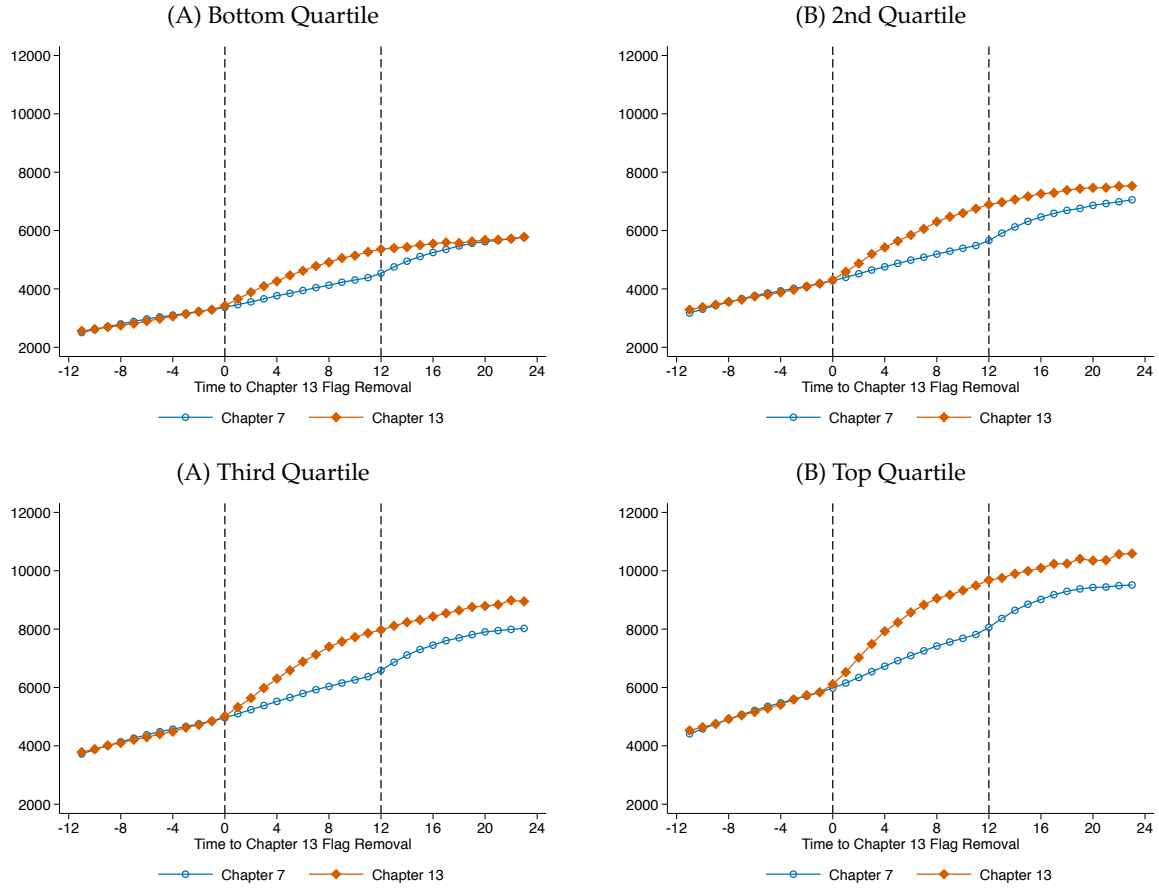 (A) Bottom Quartile
12000
10000
8000
6000
4000
2000
-12 -8 -4 0 4 8 12 16 20 24
Time to Chapter 13 Flag Removal
Chapter 7 Chapter 13
(B) 2nd Quartile
12000
10000
8000
6000
4000
2000
-12 -8 -4 0 4 8 12 16 20 24
Time to Chapter 13 Flag Removal
Chapter 7 Chapter 13
(A) Third Quartile
12000
10000
8000
6000
4000
2000
-12 -8 -4 0 4 8 12 16 20 24
Time to Chapter 13 Flag Removal
Chapter 7 Chapter 13
(B) Top Quartile
12000
10000
8000
6000
4000
2000
-12 -8 -4 0 4 8 12 16 20 24
Time to Chapter 13 Flag Removal
Chapter 7 Chapter 13